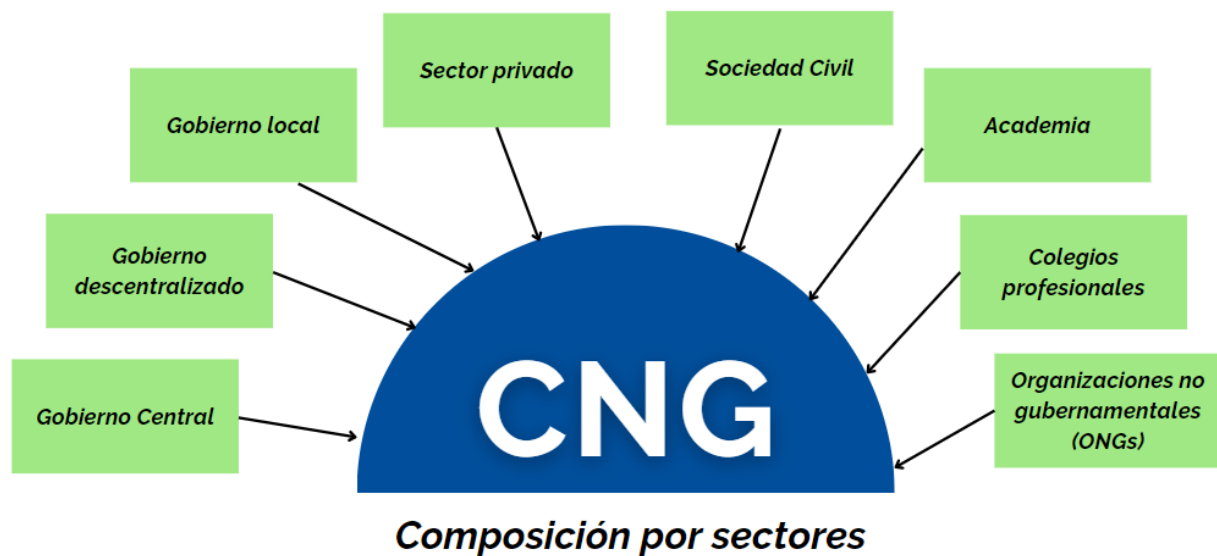 Sector privado
Sociedad Civil
Gobierno local
Academia
Gobierno
descentralizado
Colegios
profesionales
Gobierno Central
CNG
Organizaciones no
gubernamentales
(ONGs)
Composición por sectores